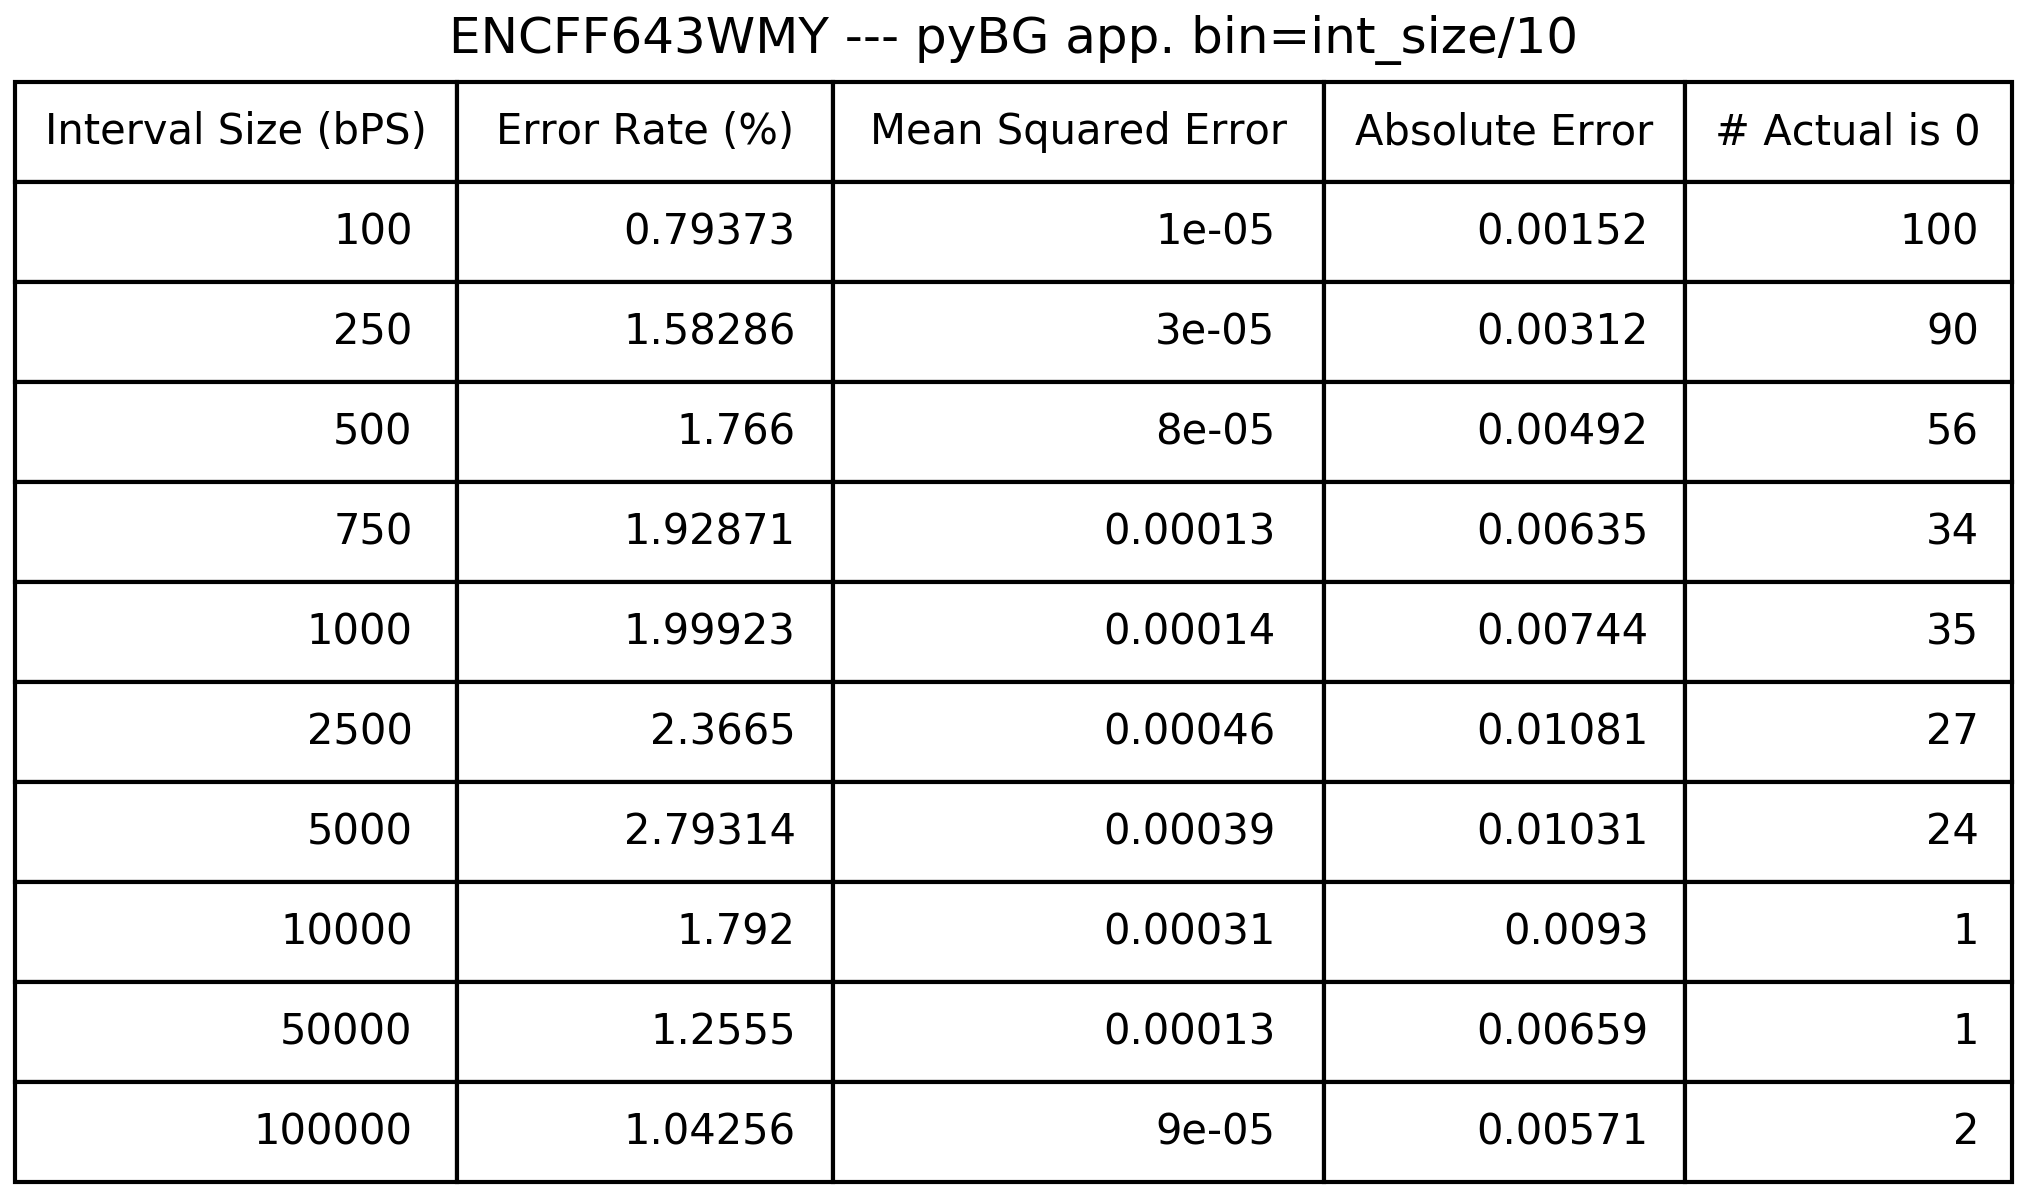 ENCFF643WMY --- pyBG app. bin=int_size/10
Interval Size (bPS) Error Rate (%) Mean Squared Error Absolute Error # Actual is 0
100 0.79373 1e-05 0.00152 100
250 1.58286 3e-05 0.00312 90
500 1.766 8e-05 0.00492 56
750 1.92871 0.00013 0.00635 34
1000 1.99923 0.00014 0.00744 35
2500 2.3665 0.00046 0.01081 27
5000 2.79314 0.00039 0.01031 24
10000 1.792 0.00031 0.0093 1
50000 1.2555 0.00013 0.00659 1
100000 1.04256 9e-05 0.00571 2